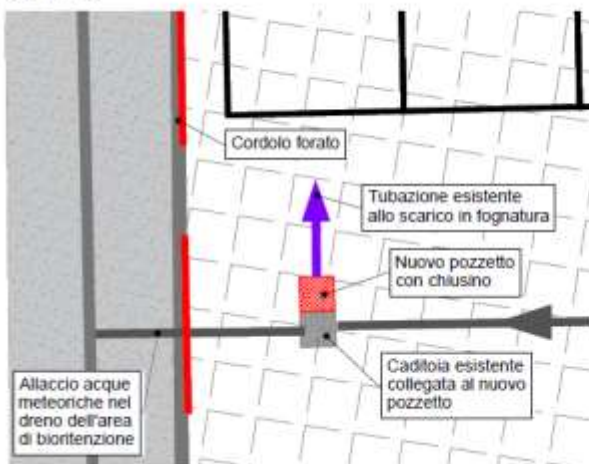 Cordolo forato
Tubazione esistente
allo scarico in fognatura
Nuovo pozzetto
con chiusino
Caditoia esistente
collegata al nuovo
pozzetto
Allaccio acque
meteoriche nel
dreno dell'area
di bioritenzione